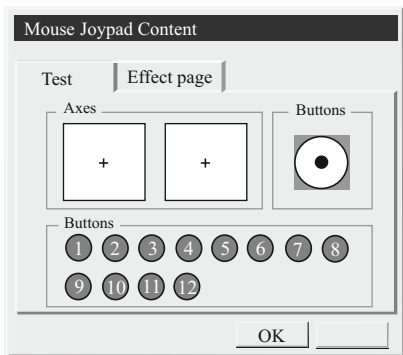 Mouse Joypad Content
Test Effect page
Axes Buttons
+ +
Buttons
1 2 3 4 5 6 7 8
9 10 11 12
OK